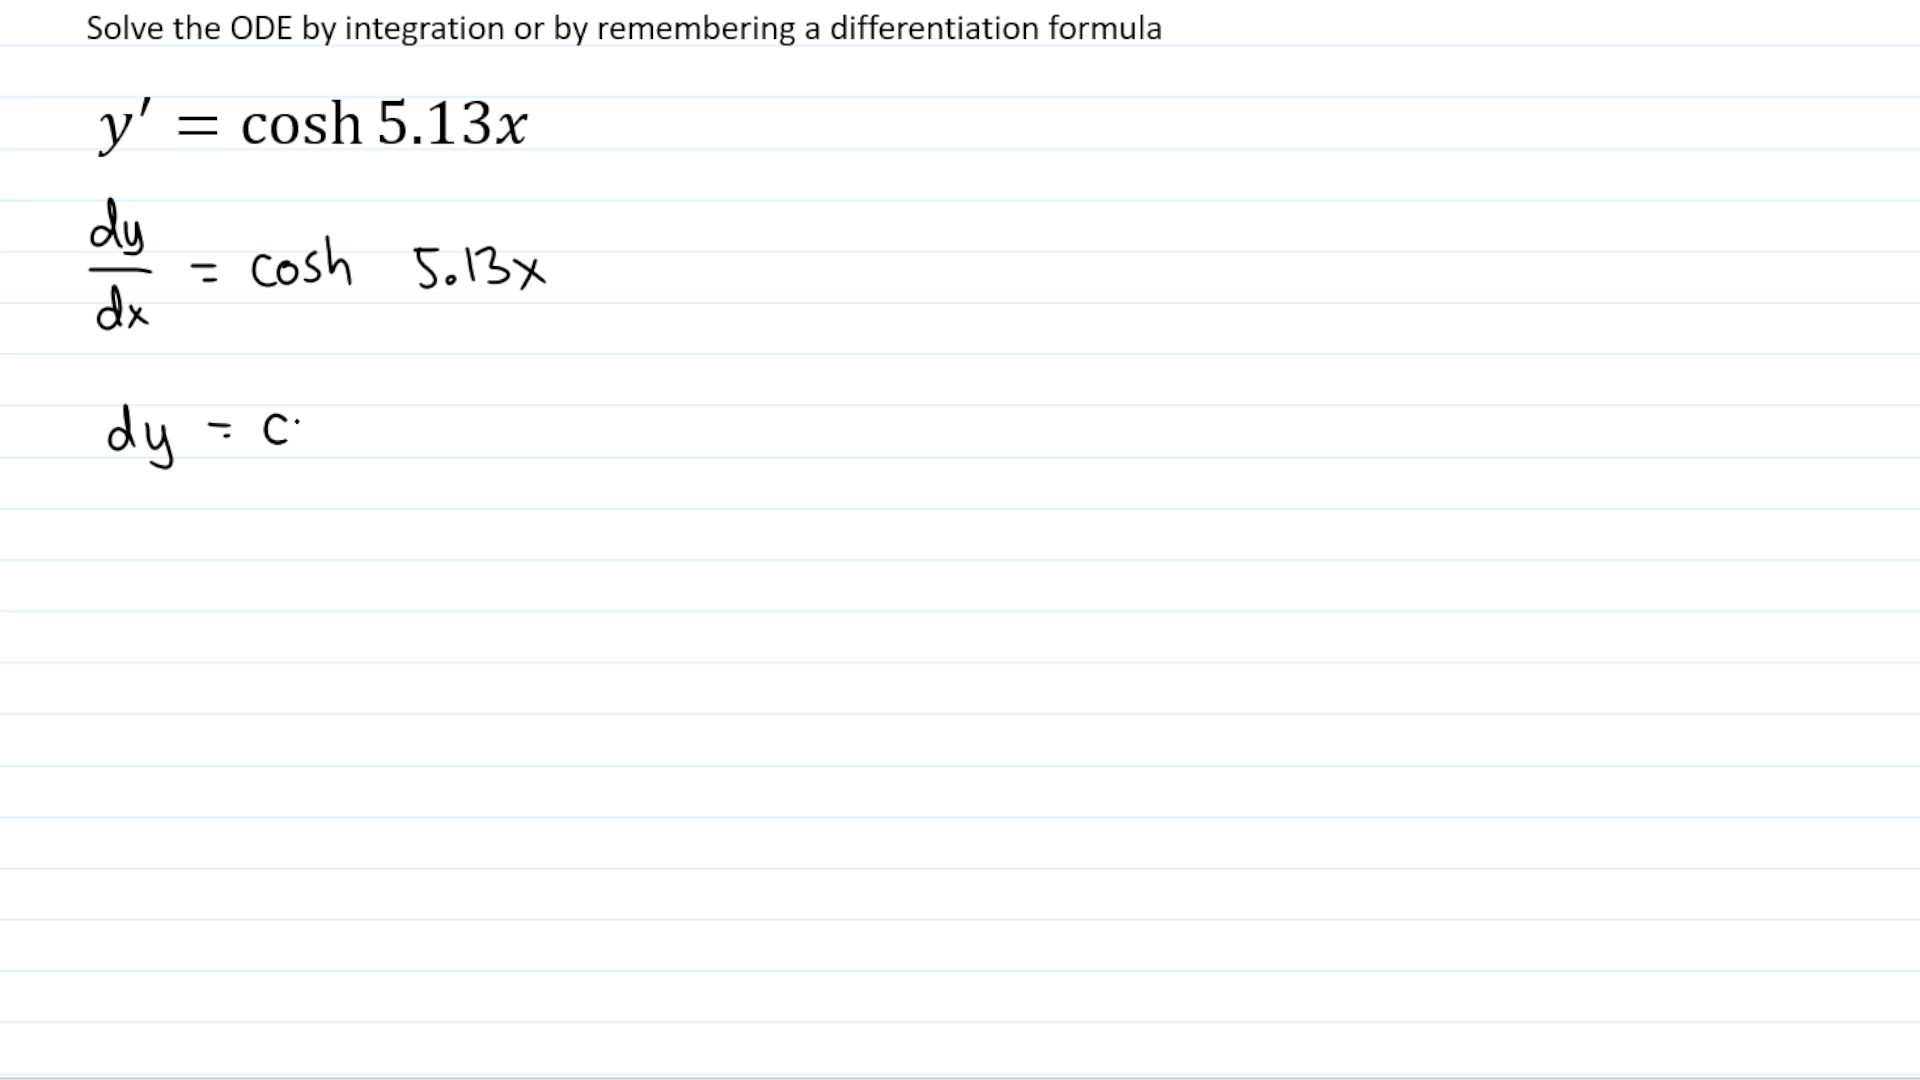 Solve the ODE by integration or by remembering a differentiation formula
y′ = cosh 5.13x
dy/dx = cosh 5.13x
dy = c